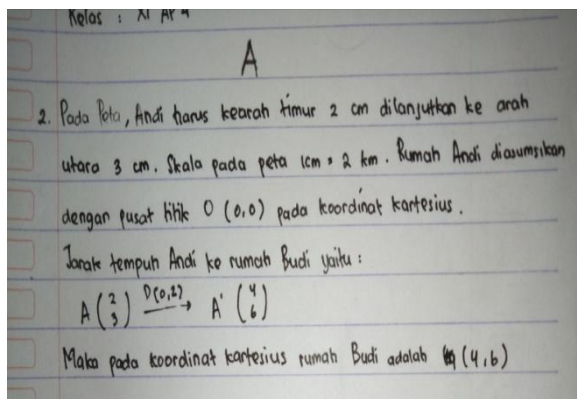 Kelas : XI AP 4
A
2. Pada Peta, Andi harus kearah timur 2 cm dilanjutkan ke arah
utara 3 cm. Skala pada peta 1cm = 2 km. Rumah Andi diasumsikan
dengan pusat titik O (0,0) pada koordinat kartesius.
Jarak tempuh Andi ke rumah Budi yaitu :
A (2 3) D(0,2) → A' (4 6)
Maka pada koordinat kartesius rumah Budi adalah (4,6)